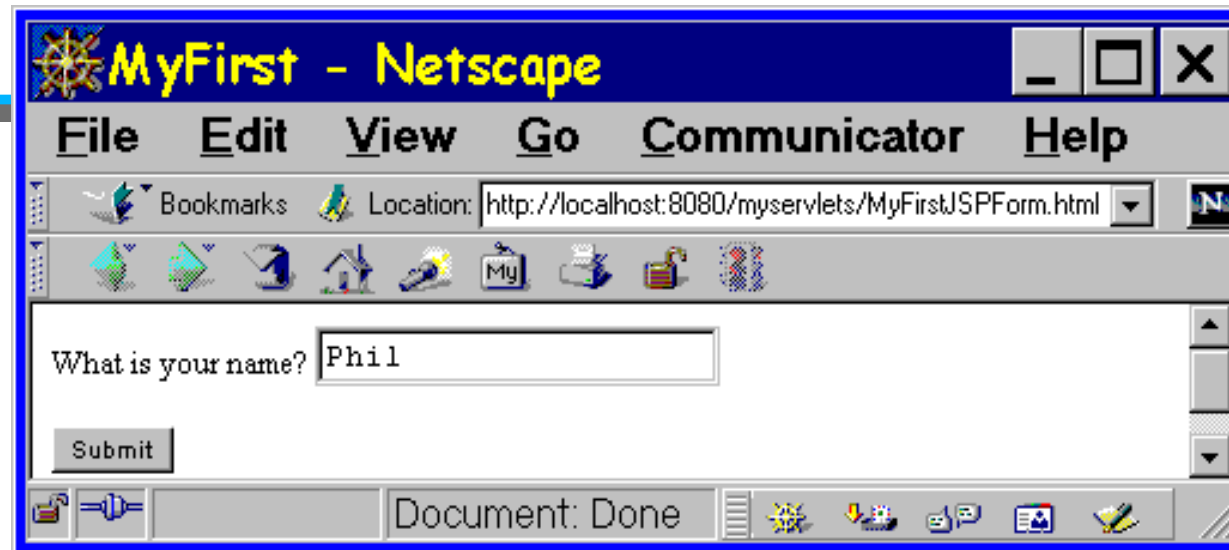 MyFirst - Netscape
File Edit View Go Communicator Help
Bookmarks Location: http://localhost:8080/myservlets/MyFirstJSPForm.html N
My
What is your name? Phil
Submit
Document: Done